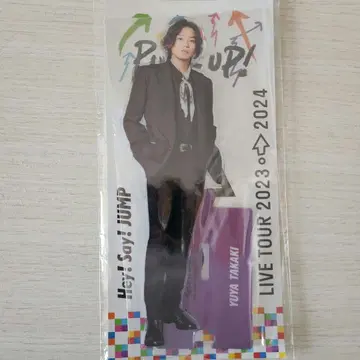 PULL UP!
Hey! Say! JUMP
YUYA TAKAKI
LIVE TOUR 2023 2024